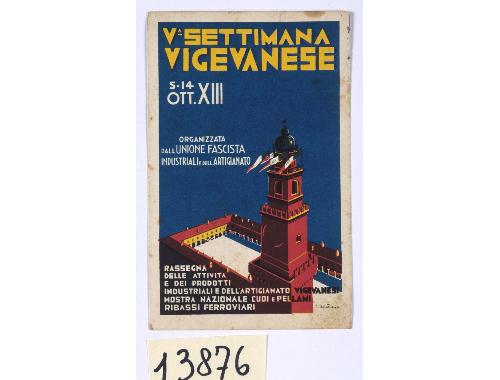 Vª SETTIMANA
VIGEVANESE
5-14
OTT. XIII
ORGANIZZATA
DALL'UNIONE FASCISTA
INDUSTRIALI E DELL'ARTIGIANATO
RASSEGNA
DELLE ATTIVITÀ
E DEI PRODOTTI
INDUSTRIALI E DELL'ARTIGIANATO VIGEVANESI
MOSTRA NAZIONALE CUOI E PELLAMI
RIBASSI FERROVIARI
13876